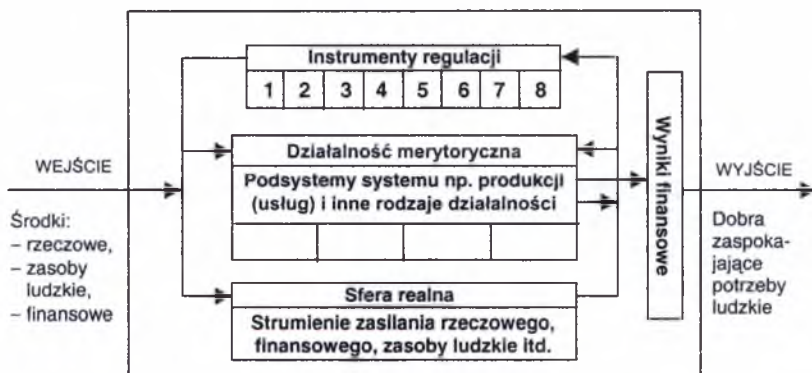 Instrumenty regulacji
1 2 3 4 5 6 7 8
WEJŚCIE
Środki:
– rzeczowe,
– zasoby
ludzkie,
– finansowe
Działalność merytoryczna
Podsystemy systemu np. produkcji
(usług) i inne rodzaje działalności
Sfera realna
Strumienie zasilania rzeczowego,
finansowego, zasoby ludzkie itd.
Wyniki finansowe
WYJŚCIE
Dobra
zaspoka-
jające
potrzeby
ludzkie